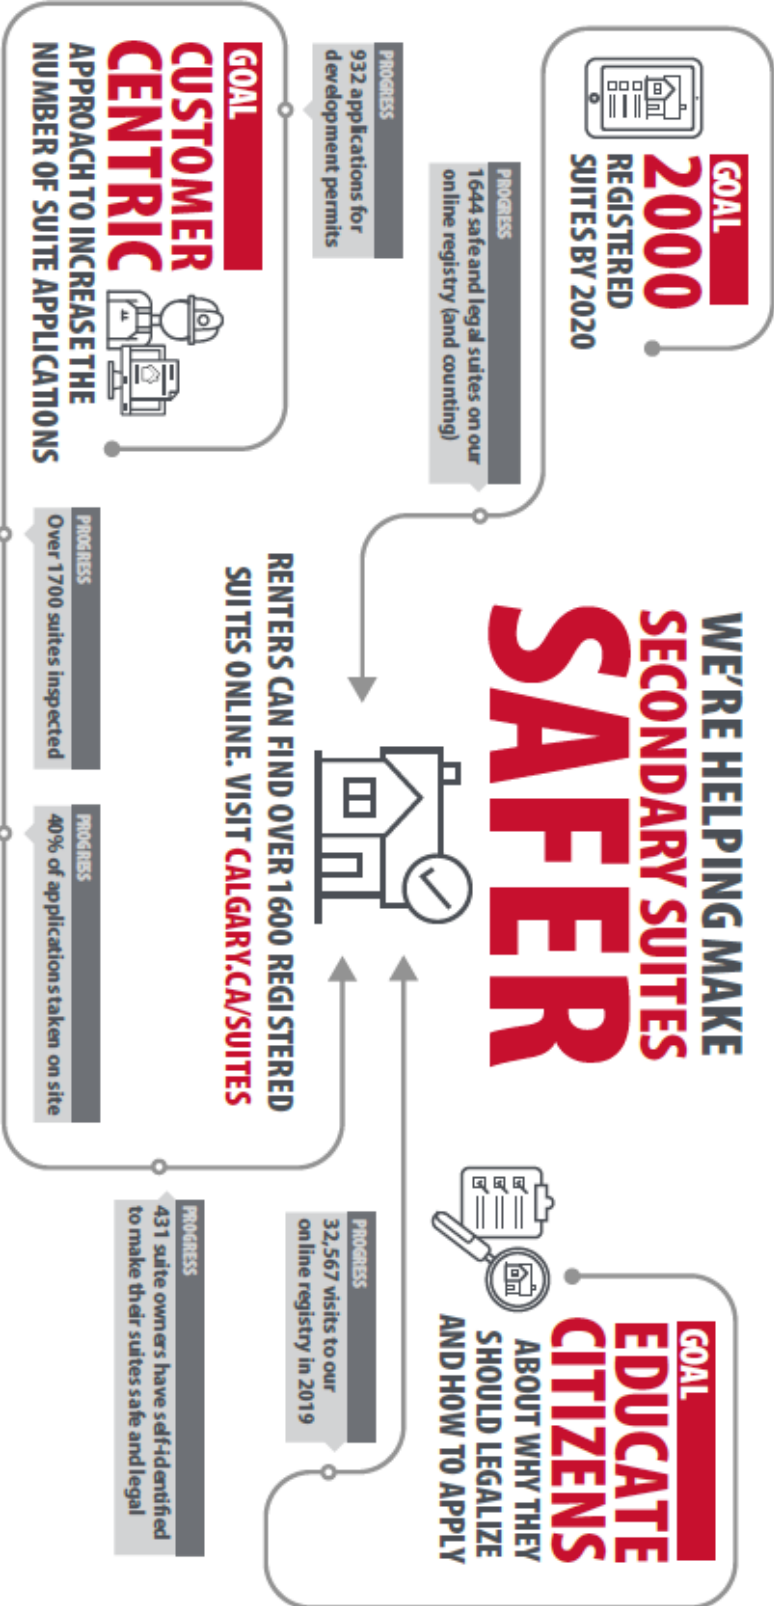 WE'RE HELPING MAKE
SECONDARY SUITES
SAFER
GOAL
2000
REGISTERED
SUITES BY 2020
PROGRESS
1644 safe and legal suites on our
online registry (and counting)
GOAL
EDUCATE
CITIZENS
ABOUT WHY THEY
SHOULD LEGALIZE
AND HOW TO APPLY
PROGRESS
32,567 visits to our
online registry in 2019
RENTERS CAN FIND OVER 1600 REGISTERED
SUITES ONLINE. VISIT CALGARY.CA/SUITES
GOAL
CUSTOMER
CENTRIC
APPROACH TO INCREASE THE
NUMBER OF SUITE APPLICATIONS
PROGRESS
932 applications for
development permits
PROGRESS
Over 1700 suites inspected
PROGRESS
40% of applications taken on site
PROGRESS
431 suite owners have self-identified
to make their suites safe and legal